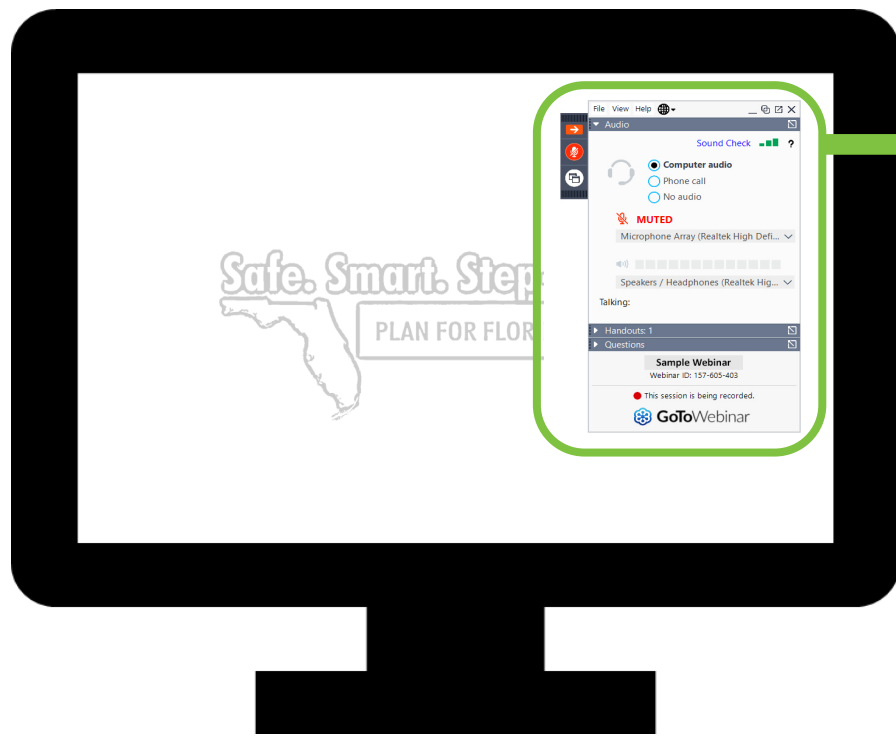 File View Help
Audio
Sound Check ?
Computer audio
Phone call
No audio
MUTED
Microphone Array (Realtek High Defi...
Speakers / Headphones (Realtek Hig...
Talking:
Handouts: 1
Questions
Sample Webinar
Webinar ID: 157-605-403
This session is being recorded.
GoToWebinar
Safe. Smart. Step
PLAN FOR FLOR